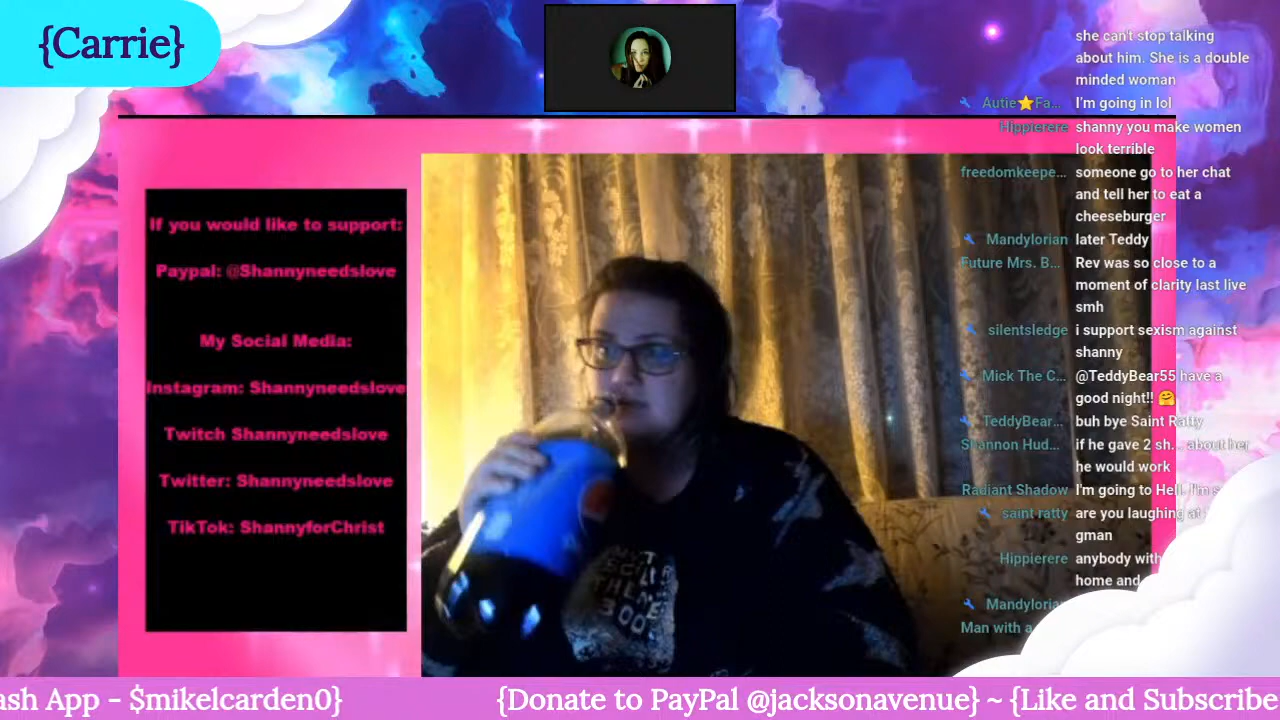 {Carrie}
If you would like to support:
Paypal: @Shannyneedslove
My Social Media:
Instagram: Shannyneedslove
Twitch Shannyneedslove
Twitter: Shannyneedslove
TikTok: ShannyforChrist
she can't stop talking
about him. She is a double
minded woman
Autie⭐Fa... I'm going in lol
Hippierere shanny you make women
look terrible
freedomkeepe... someone go to her chat
and tell her to eat a
cheeseburger
Mandylorian later Teddy
Future Mrs. B... Rev was so close to a
moment of clarity last live
smh
silentsledge i support sexism against
shanny
Mick The C... @TeddyBear55 have a
good night!! 🤗
TeddyBear... buh bye Saint Ratty
Shannon Hud... if he gave 2 sh... about her
he would work
Radiant Shadow I'm going to Hell. I'm
saint ratty are you laughing at
gman
Hippierere anybody with
home and
Mandyloria
Man with a
ash App - $mikelcarden0} {Donate to PayPal @jacksonavenue} ~ {Like and Subscribe